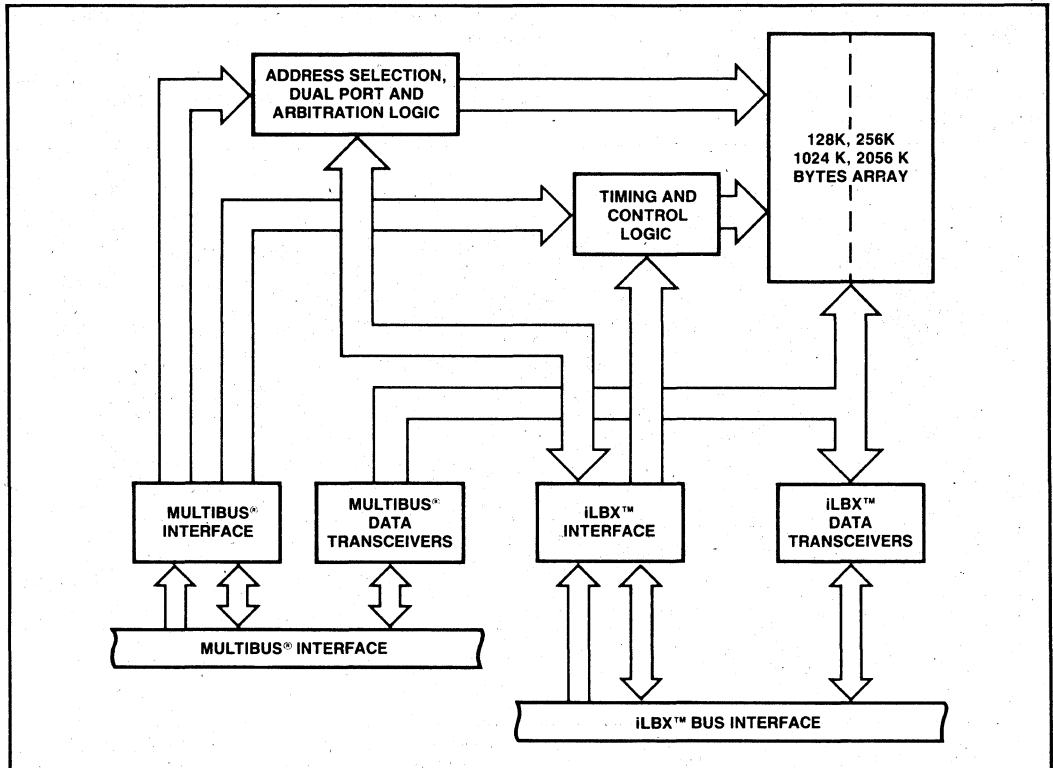 ADDRESS SELECTION,
DUAL PORT AND
ARBITRATION LOGIC
128K, 256K
1024 K, 2056 K
BYTES ARRAY
TIMING AND
CONTROL
LOGIC
MULTIBUS®
INTERFACE
MULTIBUS®
DATA
TRANSCEIVERS
iLBX™
INTERFACE
iLBX™
DATA
TRANSCEIVERS
MULTIBUS® INTERFACE
iLBX™ BUS INTERFACE